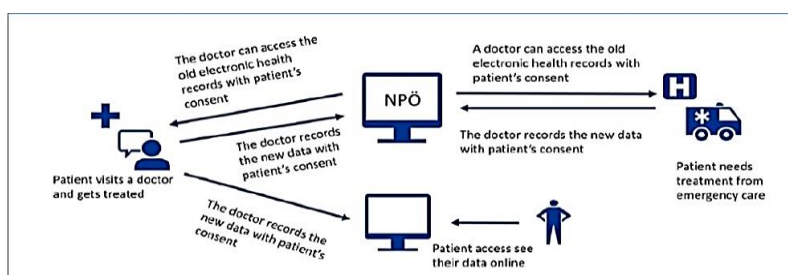 The doctor can access the
old electronic health
records with patient's
consent
A doctor can access the old
electronic health records with
patient's consent
NPÖ
H
The doctor records
the new data with
patient's consent
The doctor records the new data
with patient's consent
Patient visits a doctor
and gets treated
Patient needs
treatment from
emergency care
The doctor records the
new data with patient's
consent
Patient access see
their data online